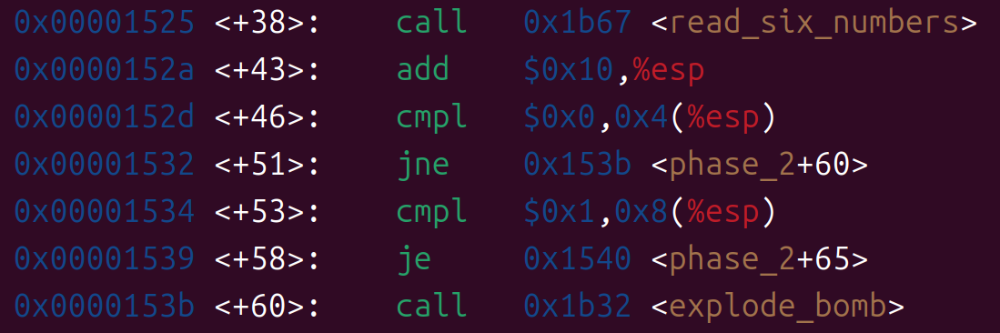 0x00001525 <+38>:    call   0x1b67 <read_six_numbers>
0x0000152a <+43>:    add    $0x10,%esp
0x0000152d <+46>:    cmpl   $0x0,0x4(%esp)
0x00001532 <+51>:    jne    0x153b <phase_2+60>
0x00001534 <+53>:    cmpl   $0x1,0x8(%esp)
0x00001539 <+58>:    je     0x1540 <phase_2+65>
0x0000153b <+60>:    call   0x1b32 <explode_bomb>